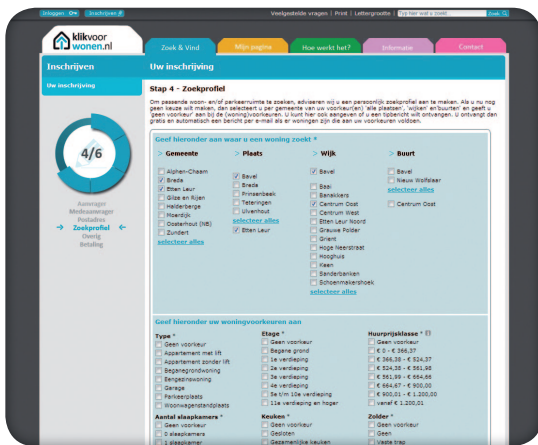 Inloggen
Inschrijven
Veelgestelde vragen | Print | Lettergrootte
Typ hier wat u zoekt...
Zoek
klikvoor
wonen.nl
Zoek & Vind
Mijn pagina
Hoe werkt het?
Informatie
Contact
Inschrijven
Uw inschrijving
Uw inschrijving
4/6
Aanvrager
Medeaanvrager
Postadres
Zoekprofiel
Overig
Betaling
Stap 4 - Zoekprofiel
Om passende woon- en/of parkeerruimte te zoeken, adviseren wij u een persoonlijk zoekprofiel aan te maken. Als u nu nog
geen keuze wilt maken, dan selecteert u per gemeente van uw voorkeur(en) 'alle plaatsen', 'wijken' en'buurten' en geeft u
'geen voorkeur' aan bij de (woning)voorkeuren. U kunt hier ook aangeven of u een tipbericht wilt ontvangen. U ontvangt dan
gratis en automatisch een bericht per e-mail als er woningen zijn die aan uw voorkeuren voldoen.
Geef hieronder aan waar u een woning zoekt *
> Gemeente
Alphen-Chaam
Breda
Etten Leur
Gilze en Rijen
Halderberge
Moerdijk
Oosterhout (NB)
Zundert
selecteer alles
> Plaats
Bavel
Breda
Prinsenbeek
Teteringen
Ulvenhout
selecteer alles
Etten Leur
> Wijk
Bavel
Baai
Banakkers
Centrum Oost
Centrum West
Etten Leur Noord
Grauwe Polder
Grient
Hoge Neerstraat
Hooghuis
Keen
Sanderbanken
Schoenmakershoek
selecteer alles
> Buurt
Bavel
Nieuw Wolfslaar
selecteer alles
Centrum Oost
Geef hieronder uw woningvoorkeuren aan
Type *
Geen voorkeur
Appartement met lift
Appartement zonder lift
Beganegrondwoning
Eengezinswoning
Garage
Parkeerplaats
Woonwagenstandplaats
Etage *
Geen voorkeur
Begane grond
1e verdieping
2e verdieping
3e verdieping
4e verdieping
5e t/m 10e verdieping
11e verdieping en hoger
Huurprijsklasse *
Geen voorkeur
€ 0 - € 366,37
€ 366,38 - € 524,37
€ 524,38 - € 561,98
€ 561,99 - € 664,66
€ 664,67 - € 900,00
€ 900,01 - € 1.200,00
vanaf € 1.200,01
Aantal slaapkamers *
Geen voorkeur
0 slaapkamers
1 slaapkamer
Keuken *
Geen voorkeur
Gesloten
Gezamenlijke keuken
Zolder *
Geen voorkeur
Geen
Vaste trap